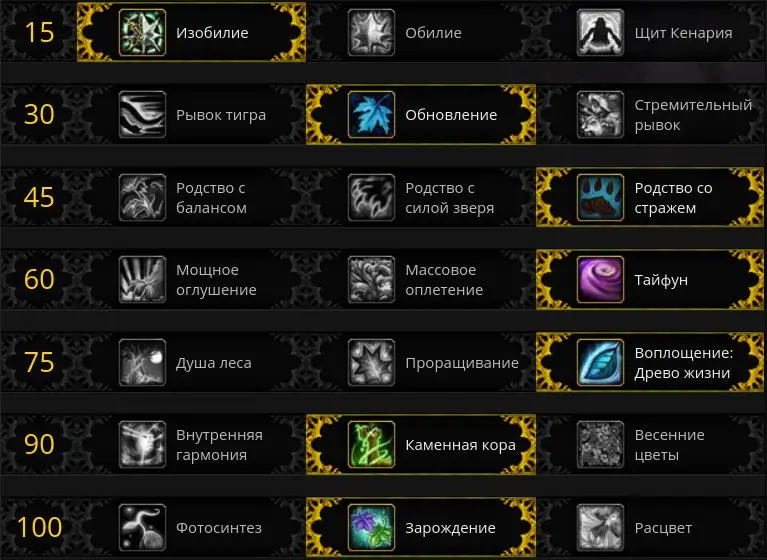 15 Изобилие Обилие Щит Кенария
30 Рывок тигра Обновление Стремительный
рывок
45 Родство с
балансом Родство с
силой зверя Родство со
стражем
60 Мощное
оглушение Массовое
оплетение Тайфун
75 Душа леса Проращивание Воплощение:
Древо жизни
90 Внутренняя
гармония Каменная кора Весенние
цветы
100 Фотосинтез Зарождение Расцвет